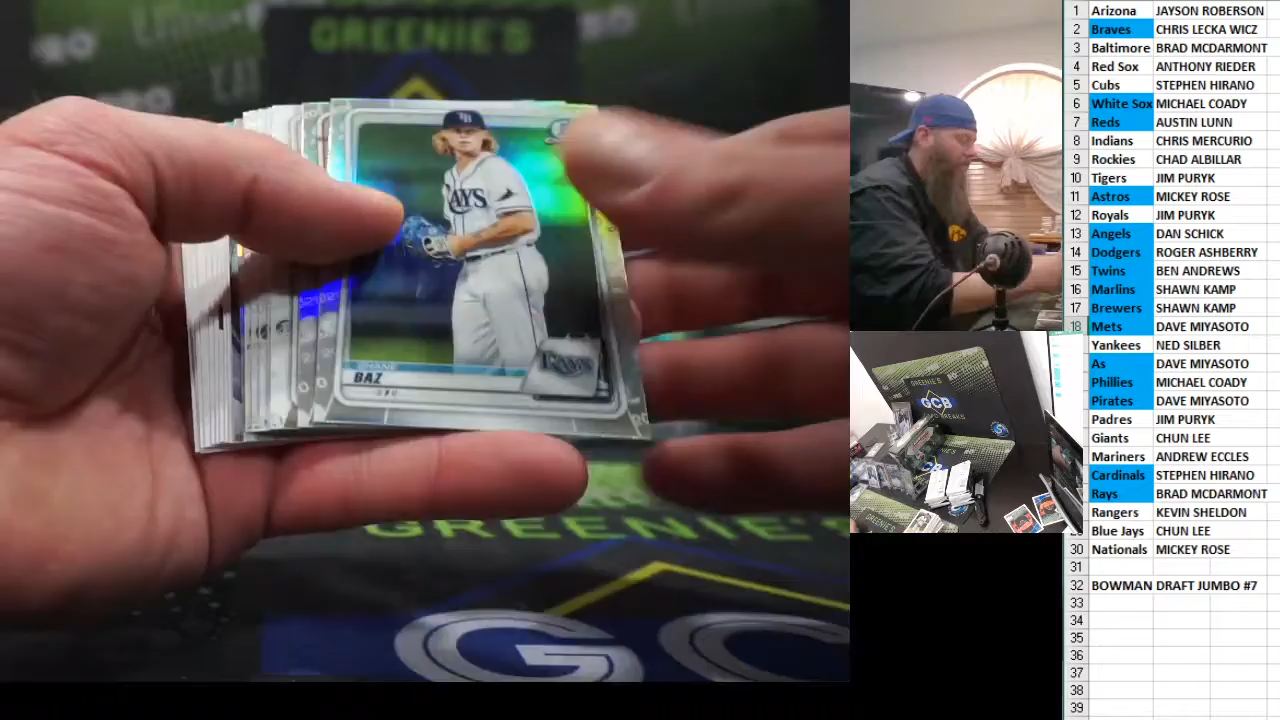 GREENIE'S
RAYS
BAZ
GREENIE'S
GC
GREENIE'S
GCB
CARD BREAKS
1 Arizona JAYSON ROBERSON
2 Braves CHRIS LECKA WICZ
3 Baltimore BRAD MCDARMONT
4 Red Sox ANTHONY RIEDER
5 Cubs STEPHEN HIRANO
6 White Sox MICHAEL COADY
7 Reds AUSTIN LUNN
8 Indians CHRIS MERCURIO
9 Rockies CHAD ALBILLAR
10 Tigers JIM PURYK
11 Astros MICKEY ROSE
12 Royals JIM PURYK
13 Angels DAN SCHICK
14 Dodgers ROGER ASHBERRY
15 Twins BEN ANDREWS
16 Marlins SHAWN KAMP
17 Brewers SHAWN KAMP
18 Mets DAVE MIYASOTO
Yankees NED SILBER
As DAVE MIYASOTO
Phillies MICHAEL COADY
Pirates DAVE MIYASOTO
Padres JIM PURYK
Giants CHUN LEE
Mariners ANDREW ECCLES
Cardinals STEPHEN HIRANO
Rays BRAD MCDARMONT
Rangers KEVIN SHELDON
Blue Jays CHUN LEE
30 Nationals MICKEY ROSE
31
32 BOWMAN DRAFT JUMBO #7
33
34
35
36
37
38
39